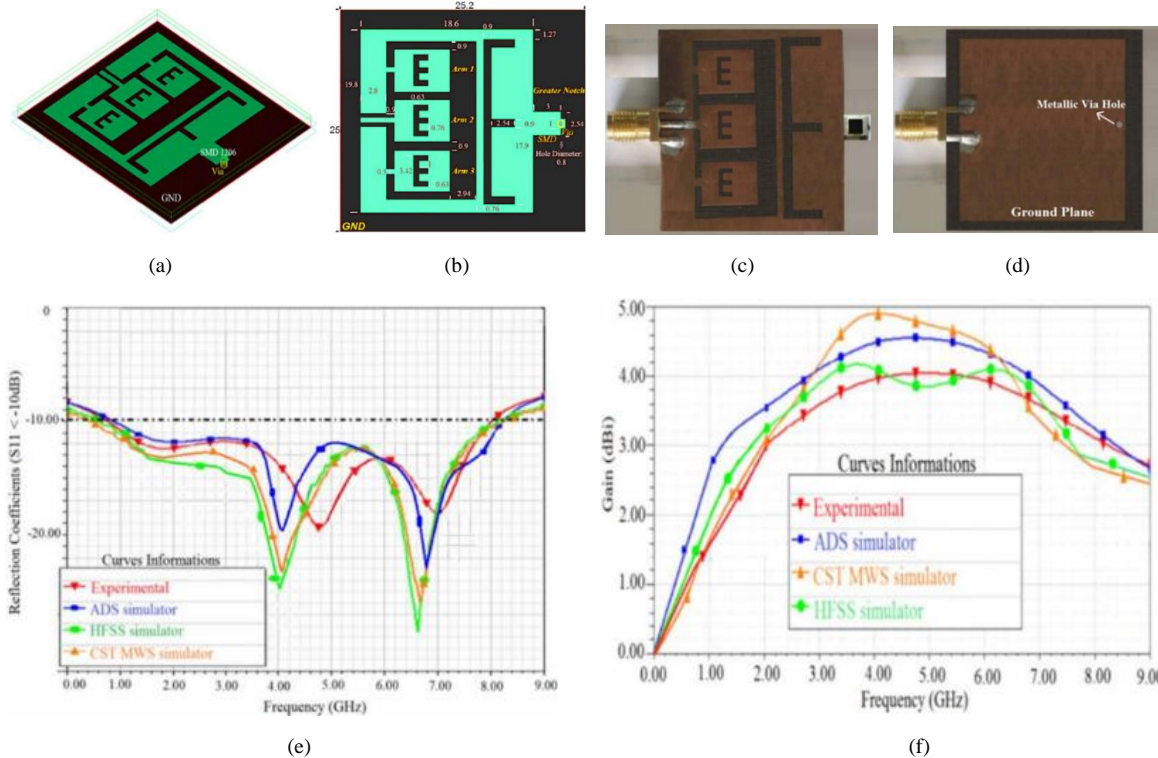 E
E
E
SMD 1206
Via
GND
(a)
25.2
18.6
0.9
1.27
0.9
Arm 1
19.8
2.8
0.63
Greater Notch
3
0.9
Arm 2
0.76
2.54
0.9
1
2.54
SMD
Via
25
0.9
17.9
Hole Diameter:
0.8
Arm 3
3.42
0.63
2.94
0.76
GND
E
E
E
(b)
E
E
E
(c)
Metallic Via Hole
Ground Plane
(d)
Reflection Coefficients (S11 < -10dB)
0
-10.00
-20.00
Curves Informations
Experimental
ADS simulator
HFSS simulator
CST MWS simulator
0.00 1.00 2.00 3.00 4.00 5.00 6.00 7.00 8.00 9.00
Frequency (GHz)
(e)
Gain (dBi)
5.00
4.00
3.00
2.00
1.00
0.00
Curves Informations
Experimental
ADS simulator
CST MWS simulator
HFSS simulator
0.00 1.00 2.00 3.00 4.00 5.00 6.00 7.00 8.00 9.00
Frequency (GHz)
(f)